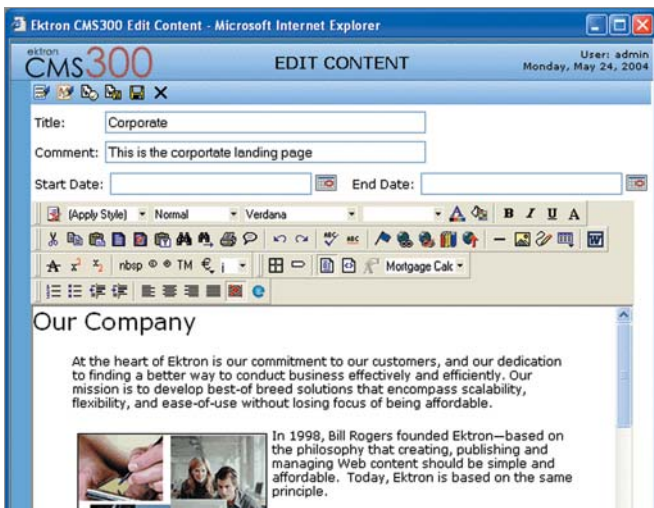 Ektron CMS300 Edit Content - Microsoft Internet Explorer
ektron
CMS300
EDIT CONTENT
User: admin
Monday, May 24, 2004
Title: Corporate
Comment: This is the corportate landing page
Start Date: End Date:
(Apply Style) Normal Verdana
A B I U A
ABC ABC W
A x² x₂ nbsp © ® TM €, ¡ Mortgage Calc
Our Company
At the heart of Ektron is our commitment to our customers, and our dedication
to finding a better way to conduct business effectively and efficiently. Our
mission is to develop best-of breed solutions that encompass scalability,
flexibility, and ease-of-use without losing focus of being affordable.
In 1998, Bill Rogers founded Ektron—based on
the philosophy that creating, publishing and
managing Web content should be simple and
affordable. Today, Ektron is based on the same
principle.